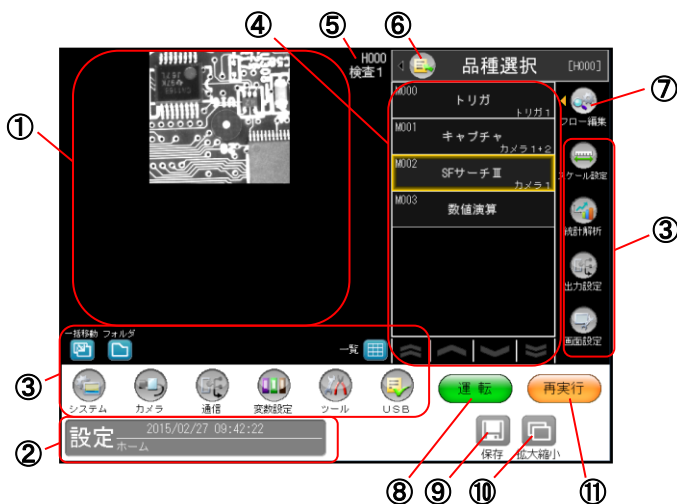 ④
⑤
⑥
H000
検査1
品種選択
[H000]
①
M000
トリガ
トリガ1
⑦
フロー編集
M001
キャプチャ
カメラ1+2
M002
SFサーチⅢ
カメラ1
スケール設定
M003
数値演算
統計解析
③
出力設定
画面設定
一括移動 フォルダ
一覧
③
システム
カメラ
通信
変数設定
ツール
USB
運転
再実行
②
設定
2015/02/27 09:42:22
ホーム
保存
拡大縮小
⑧
⑨
⑩
⑪